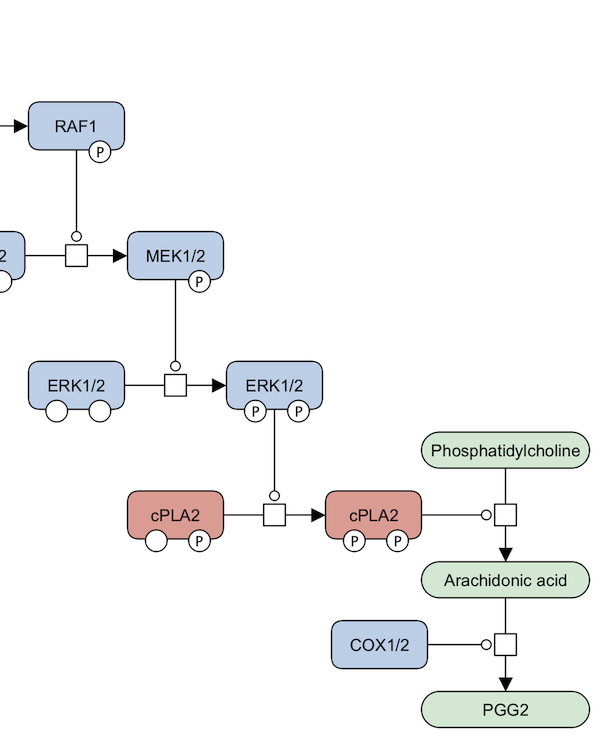 RAF1
P
2
MEK1/2
P
ERK1/2
ERK1/2
P
P
Phosphatidylcholine
cPLA2
P
cPLA2
P
P
Arachidonic acid
COX1/2
PGG2